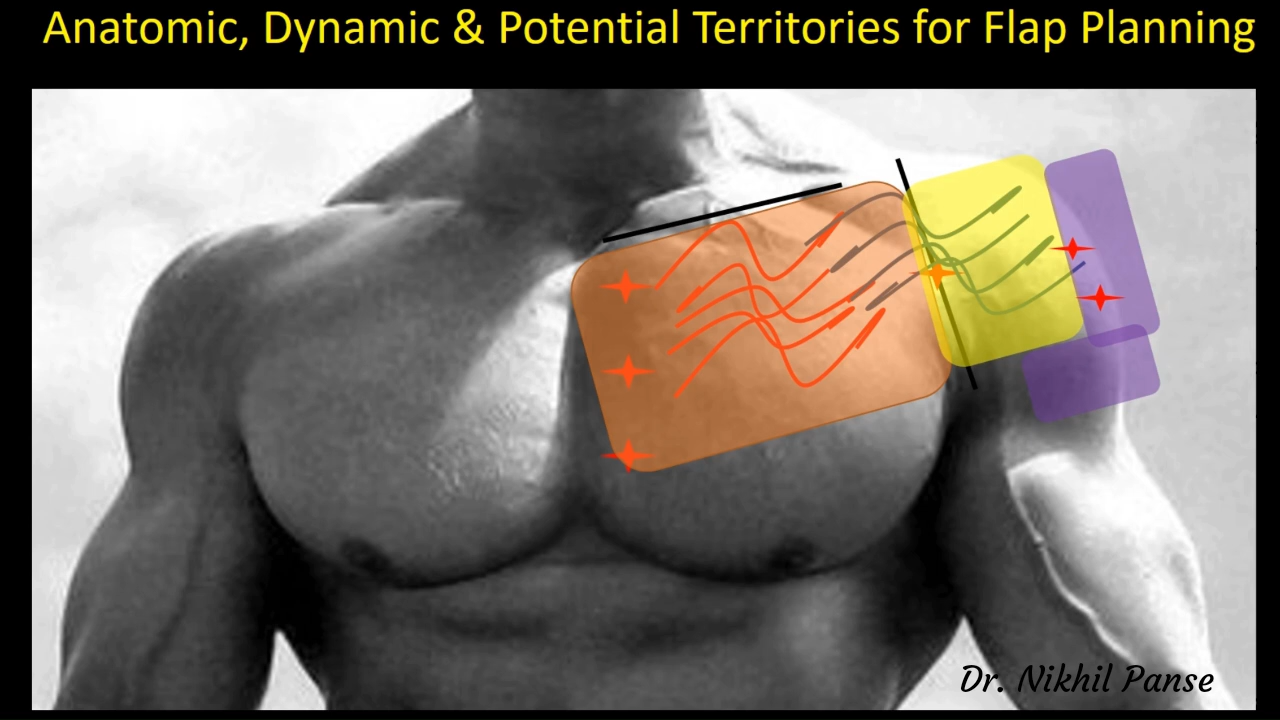 Anatomic, Dynamic & Potential Territories for Flap Planning
Dr. Nikhil Panse